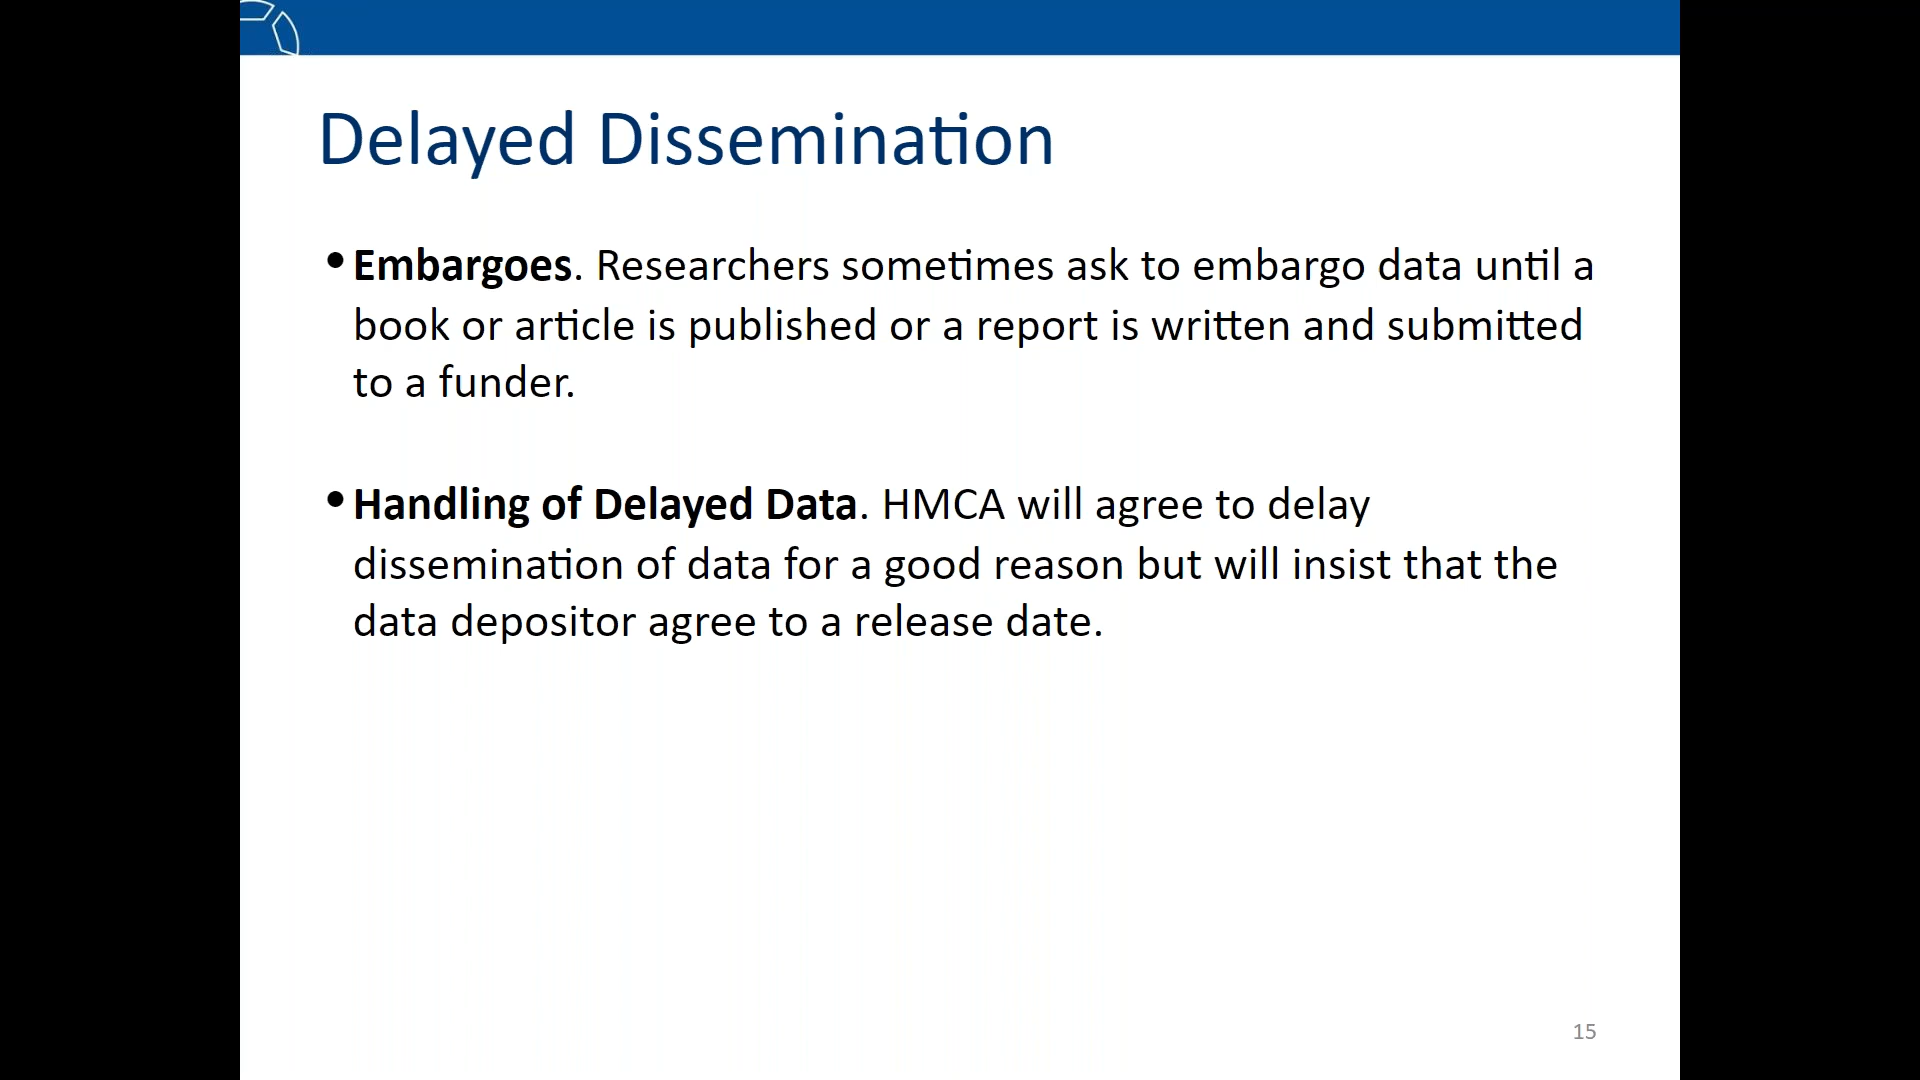 Delayed Dissemination
• Embargoes. Researchers sometimes ask to embargo data until a
book or article is published or a report is written and submitted
to a funder.
• Handling of Delayed Data. HMCA will agree to delay
dissemination of data for a good reason but will insist that the
data depositor agree to a release date.
15